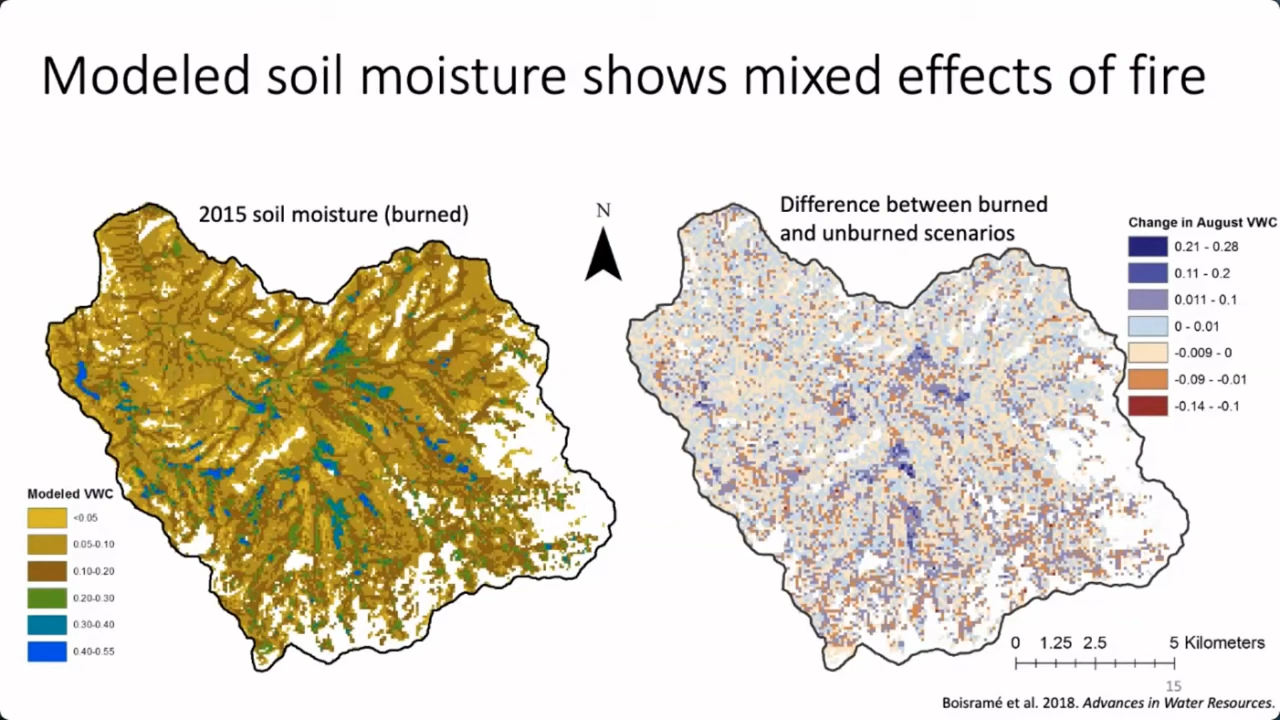 Modeled soil moisture shows mixed effects of fire
2015 soil moisture (burned)
N
Difference between burned
and unburned scenarios
Change in August VWC
0.21 - 0.28
0.11 - 0.2
0.011 - 0.1
0 - 0.01
-0.009 - 0
-0.09 - -0.01
-0.14 - -0.1
Modeled VWC
<0.05
0.05-0.10
0.10-0.20
0.20-0.30
0.30-0.40
0.40-0.55
0 1.25 2.5 5 Kilometers
15
Boisramé et al. 2018. Advances in Water Resources.